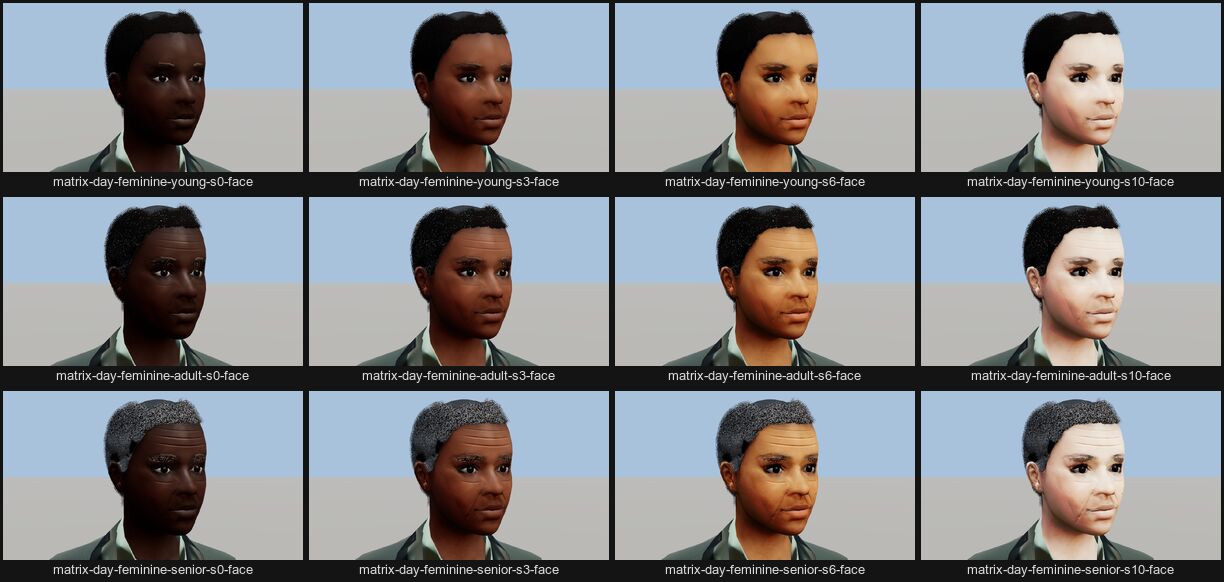 matrix-day-feminine-young-s0-face
matrix-day-feminine-young-s3-face
matrix-day-feminine-young-s6-face
matrix-day-feminine-young-s10-face
matrix-day-feminine-adult-s0-face
matrix-day-feminine-adult-s3-face
matrix-day-feminine-adult-s6-face
matrix-day-feminine-adult-s10-face
matrix-day-feminine-senior-s0-face
matrix-day-feminine-senior-s3-face
matrix-day-feminine-senior-s6-face
matrix-day-feminine-senior-s10-face